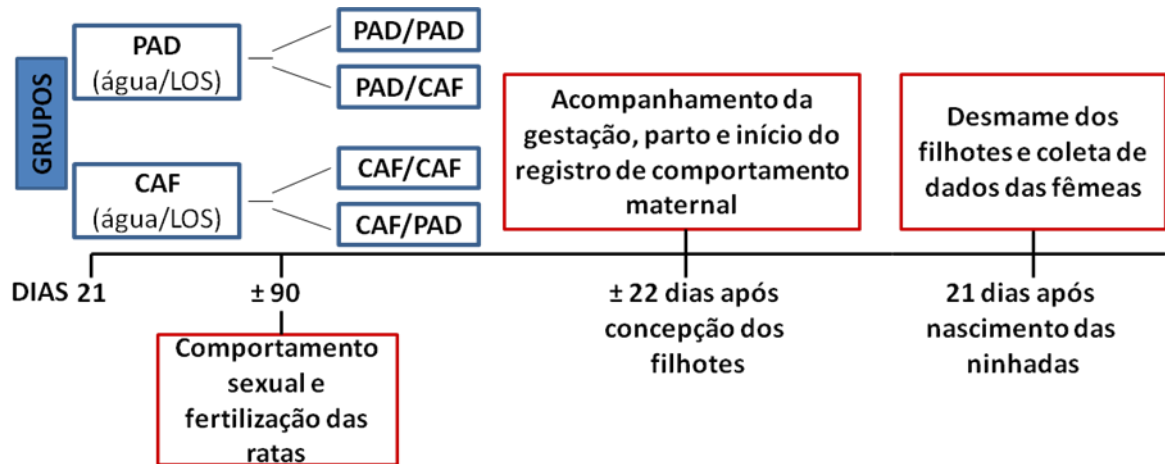 GRUPOS
PAD
(água/LOS)
PAD/PAD
PAD/CAF
CAF
(água/LOS)
CAF/CAF
CAF/PAD
Acompanhamento da
gestação, parto e início do
registro de comportamento
maternal
Desmame dos
filhotes e coleta de
dados das fêmeas
DIAS 21
± 90
± 22 dias após
concepção dos
filhotes
21 dias após
nascimento das
ninhadas
Comportamento
sexual e
fertilização das
ratas